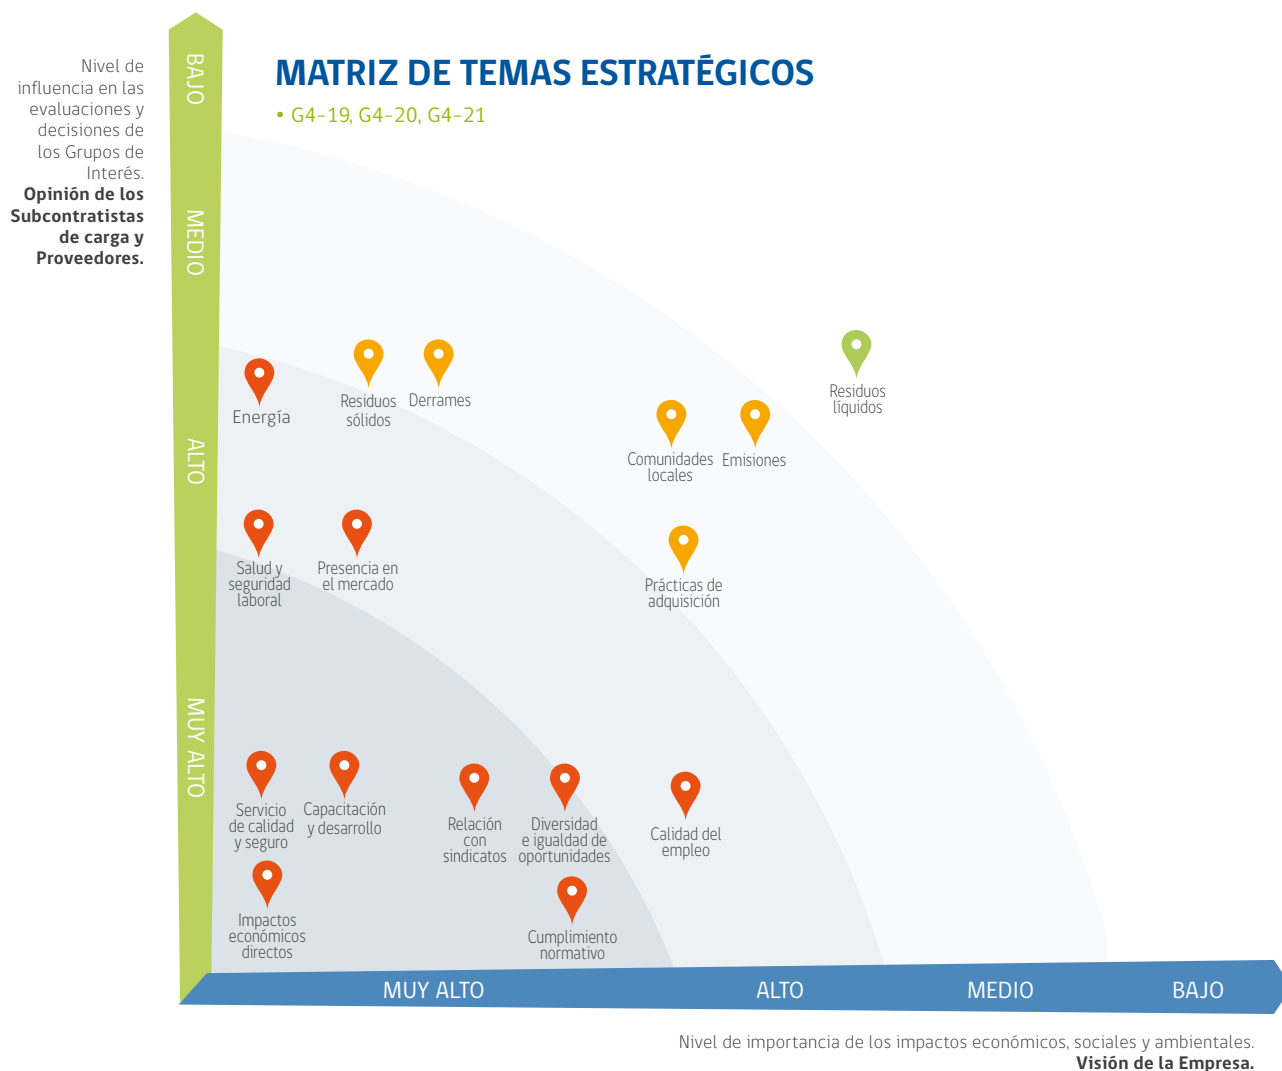 MATRIZ DE TEMAS ESTRATÉGICOS
• G4-19, G4-20, G4-21
Nivel de
influencia en las
evaluaciones y
decisiones de
los Grupos de
Interés.
Opinión de los
Subcontratistas
de carga y
Proveedores.
BAJO
MEDIO
ALTO
MUY ALTO
Energía
Residuos
sólidos
Derrames
Comunidades
locales
Emisiones
Residuos
líquidos
Salud y
seguridad
laboral
Presencia en
el mercado
Prácticas de
adquisición
Servicio
de calidad
y seguro
Capacitación
y desarrollo
Relación
con
sindicatos
Diversidad
e igualdad de
oportunidades
Calidad del
empleo
Impactos
económicos
directos
Cumplimiento
normativo
MUY ALTO
ALTO
MEDIO
BAJO
Nivel de importancia de los impactos económicos, sociales y ambientales.
Visión de la Empresa.